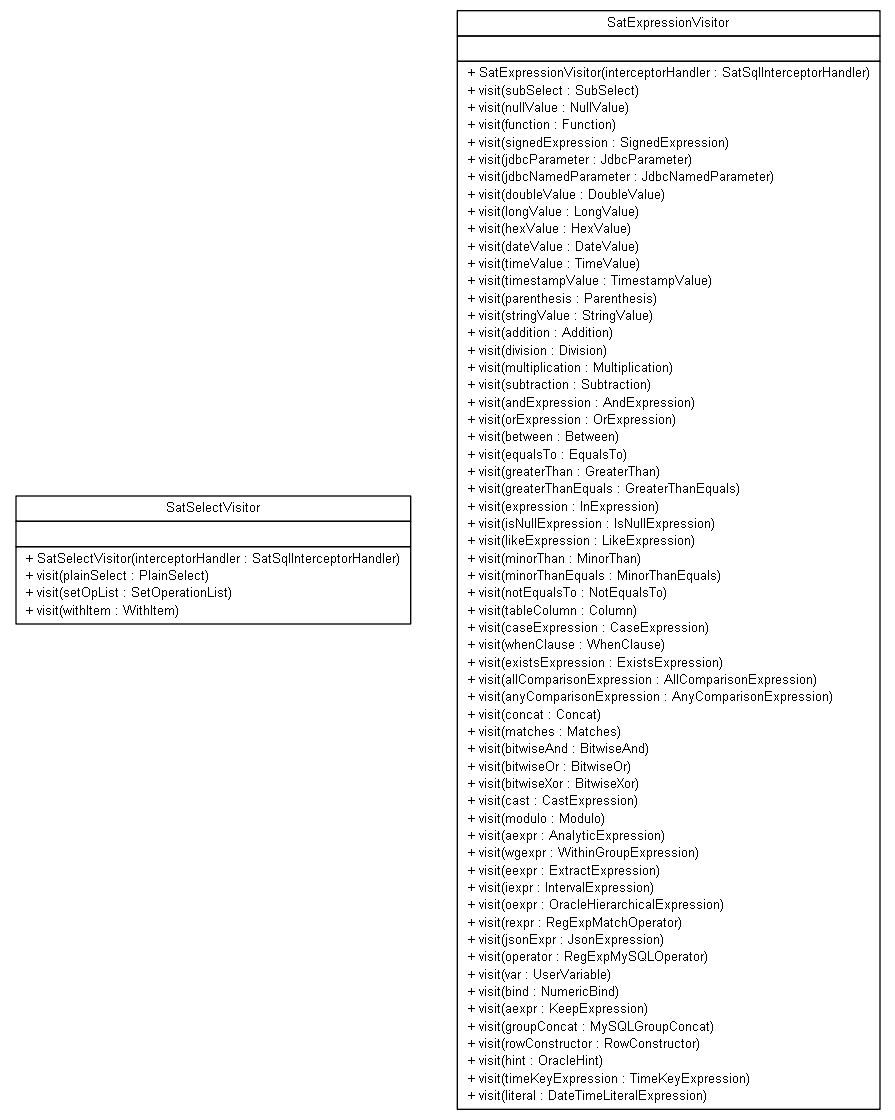 SatSelectVisitor
+ SatSelectVisitor(interceptorHandler : SatSqlInterceptorHandler)
+ visit(plainSelect : PlainSelect)
+ visit(setOpList : SetOperationList)
+ visit(withItem : WithItem)
SatExpressionVisitor
+ SatExpressionVisitor(interceptorHandler : SatSqlInterceptorHandler)
+ visit(subSelect : SubSelect)
+ visit(nullValue : NullValue)
+ visit(function : Function)
+ visit(signedExpression : SignedExpression)
+ visit(jdbcParameter : JdbcParameter)
+ visit(jdbcNamedParameter : JdbcNamedParameter)
+ visit(doubleValue : DoubleValue)
+ visit(longValue : LongValue)
+ visit(hexValue : HexValue)
+ visit(dateValue : DateValue)
+ visit(timeValue : TimeValue)
+ visit(timestampValue : TimestampValue)
+ visit(parenthesis : Parenthesis)
+ visit(stringValue : StringValue)
+ visit(addition : Addition)
+ visit(division : Division)
+ visit(multiplication : Multiplication)
+ visit(subtraction : Subtraction)
+ visit(andExpression : AndExpression)
+ visit(orExpression : OrExpression)
+ visit(between : Between)
+ visit(equalsTo : EqualsTo)
+ visit(greaterThan : GreaterThan)
+ visit(greaterThanEquals : GreaterThanEquals)
+ visit(expression : InExpression)
+ visit(isNullExpression : IsNullExpression)
+ visit(likeExpression : LikeExpression)
+ visit(minorThan : MinorThan)
+ visit(minorThanEquals : MinorThanEquals)
+ visit(notEqualsTo : NotEqualsTo)
+ visit(tableColumn : Column)
+ visit(caseExpression : CaseExpression)
+ visit(whenClause : WhenClause)
+ visit(existsExpression : ExistsExpression)
+ visit(allComparisonExpression : AllComparisonExpression)
+ visit(anyComparisonExpression : AnyComparisonExpression)
+ visit(concat : Concat)
+ visit(matches : Matches)
+ visit(bitwiseAnd : BitwiseAnd)
+ visit(bitwiseOr : BitwiseOr)
+ visit(bitwiseXor : BitwiseXor)
+ visit(cast : CastExpression)
+ visit(modulo : Modulo)
+ visit(aexpr : AnalyticExpression)
+ visit(wgexpr : WithinGroupExpression)
+ visit(eexpr : ExtractExpression)
+ visit(iexpr : IntervalExpression)
+ visit(oexpr : OracleHierarchicalExpression)
+ visit(rexpr : RegExpMatchOperator)
+ visit(jsonExpr : JsonExpression)
+ visit(operator : RegExpMySQLOperator)
+ visit(var : UserVariable)
+ visit(bind : NumericBind)
+ visit(aexpr : KeepExpression)
+ visit(groupConcat : MySQLGroupConcat)
+ visit(rowConstructor : RowConstructor)
+ visit(hint : OracleHint)
+ visit(timeKeyExpression : TimeKeyExpression)
+ visit(literal : DateTimeLiteralExpression)